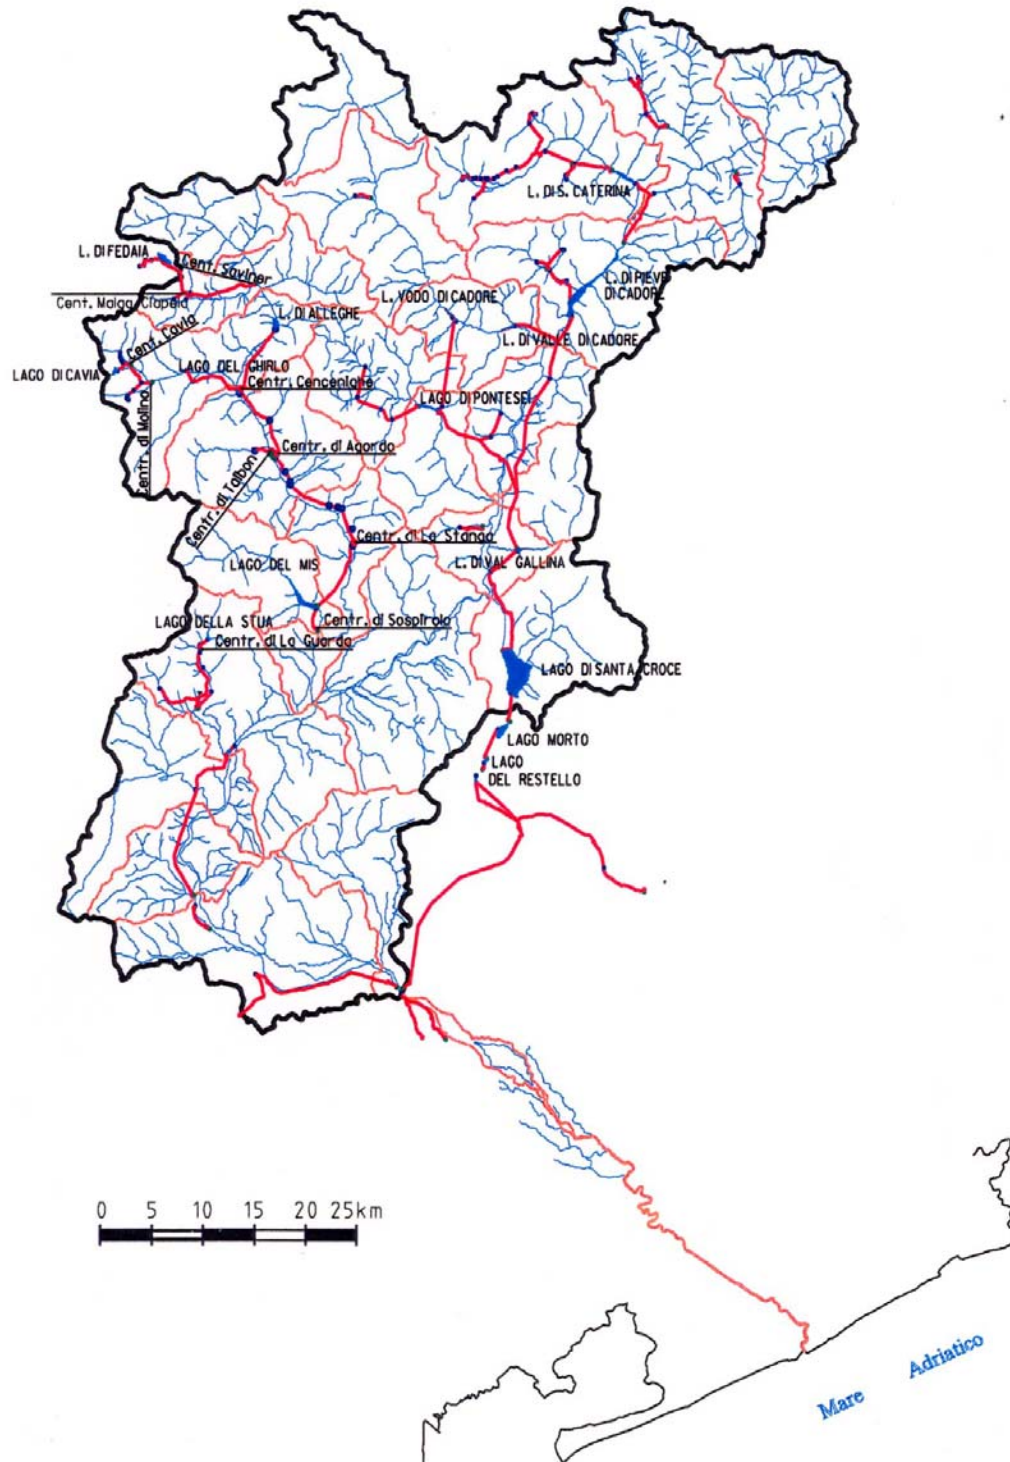 L. DI S. CATERINA
L. DI FEDAIA
Cent. Saviner
L. DI PIEVE
DI CADORE
Cent. Malga Ciapela
L. VODO DI CADORE
L. DI ALLEGHE
L. DI VALLE DI CADORE
Cent. Cavia
LAGO DI CAVIA
LAGO DEL GHIRLO
Centr. Cencenighe
LAGO DI PONTESEI
Centr. di Molino
Centr. di Agordo
Centr. di Taibon
Centr. di La Stanga
LAGO DEL MIS
L. DI VAL GALLINA
LAGO DELLA STUA
Centr. di Sospirolo
Centr. di La Guarda
LAGO DI SANTA CROCE
LAGO MORTO
LAGO
DEL RESTELLO
0 5 10 15 20 25km
Mare Adriatico